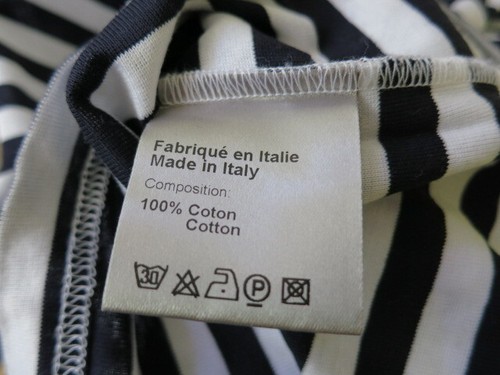 Fabriqué en Italie
Made in Italy
Composition:
100% Coton
Cotton
30
P